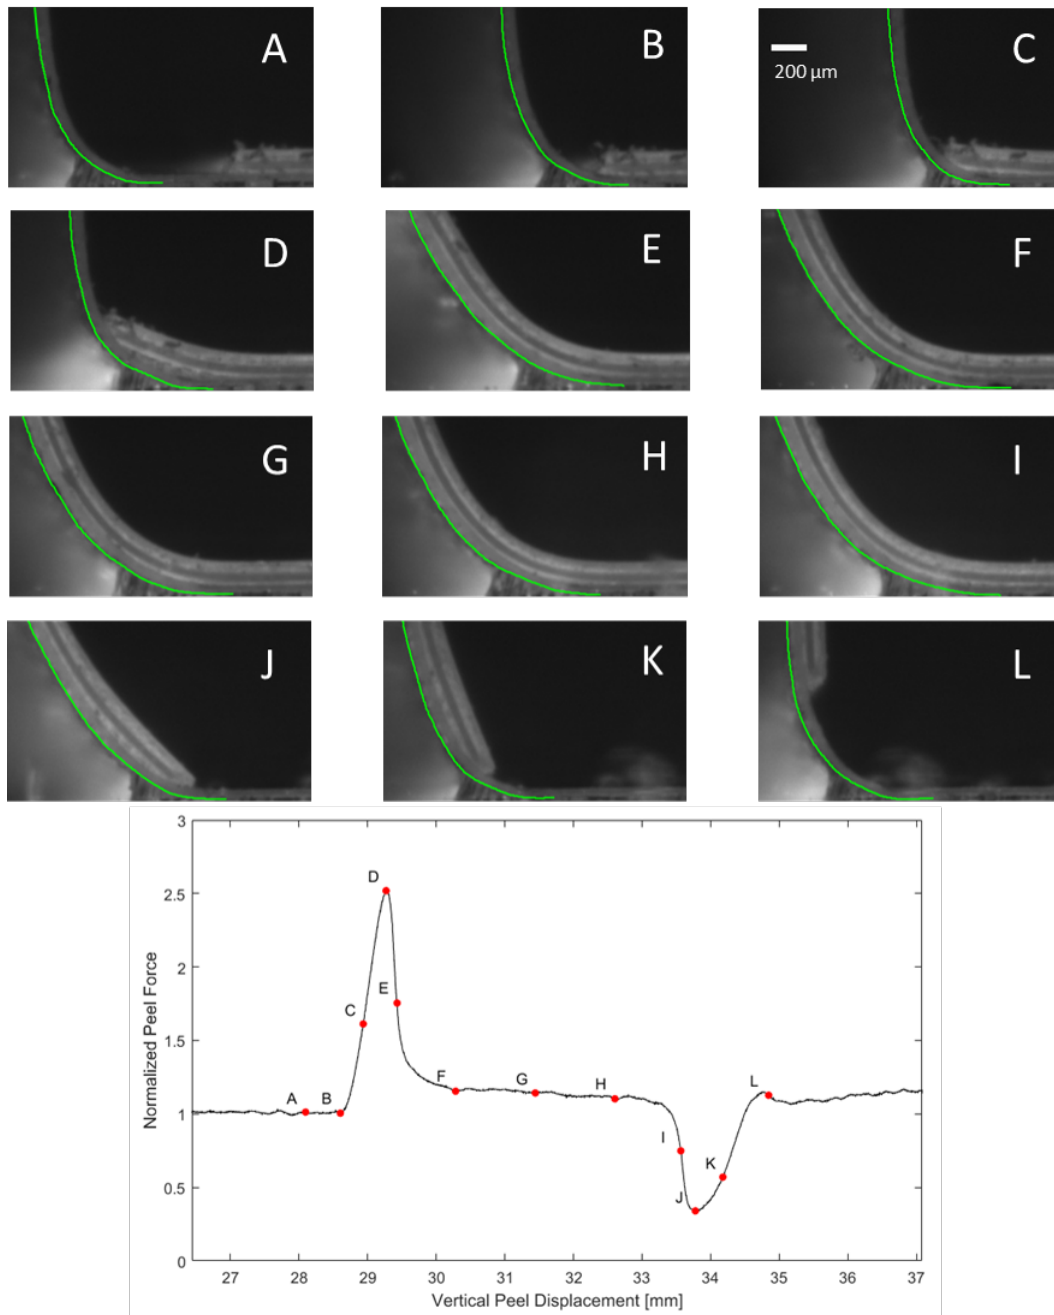 A
B
C
200 µm
D
E
F
G
H
I
J
K
L
3
2.5
2
1.5
1
0.5
0
Normalized Peel Force
D
E
C
F
G
H
A
B
L
I
K
J
27
28
29
30
31
32
33
34
35
36
37
Vertical Peel Displacement [mm]